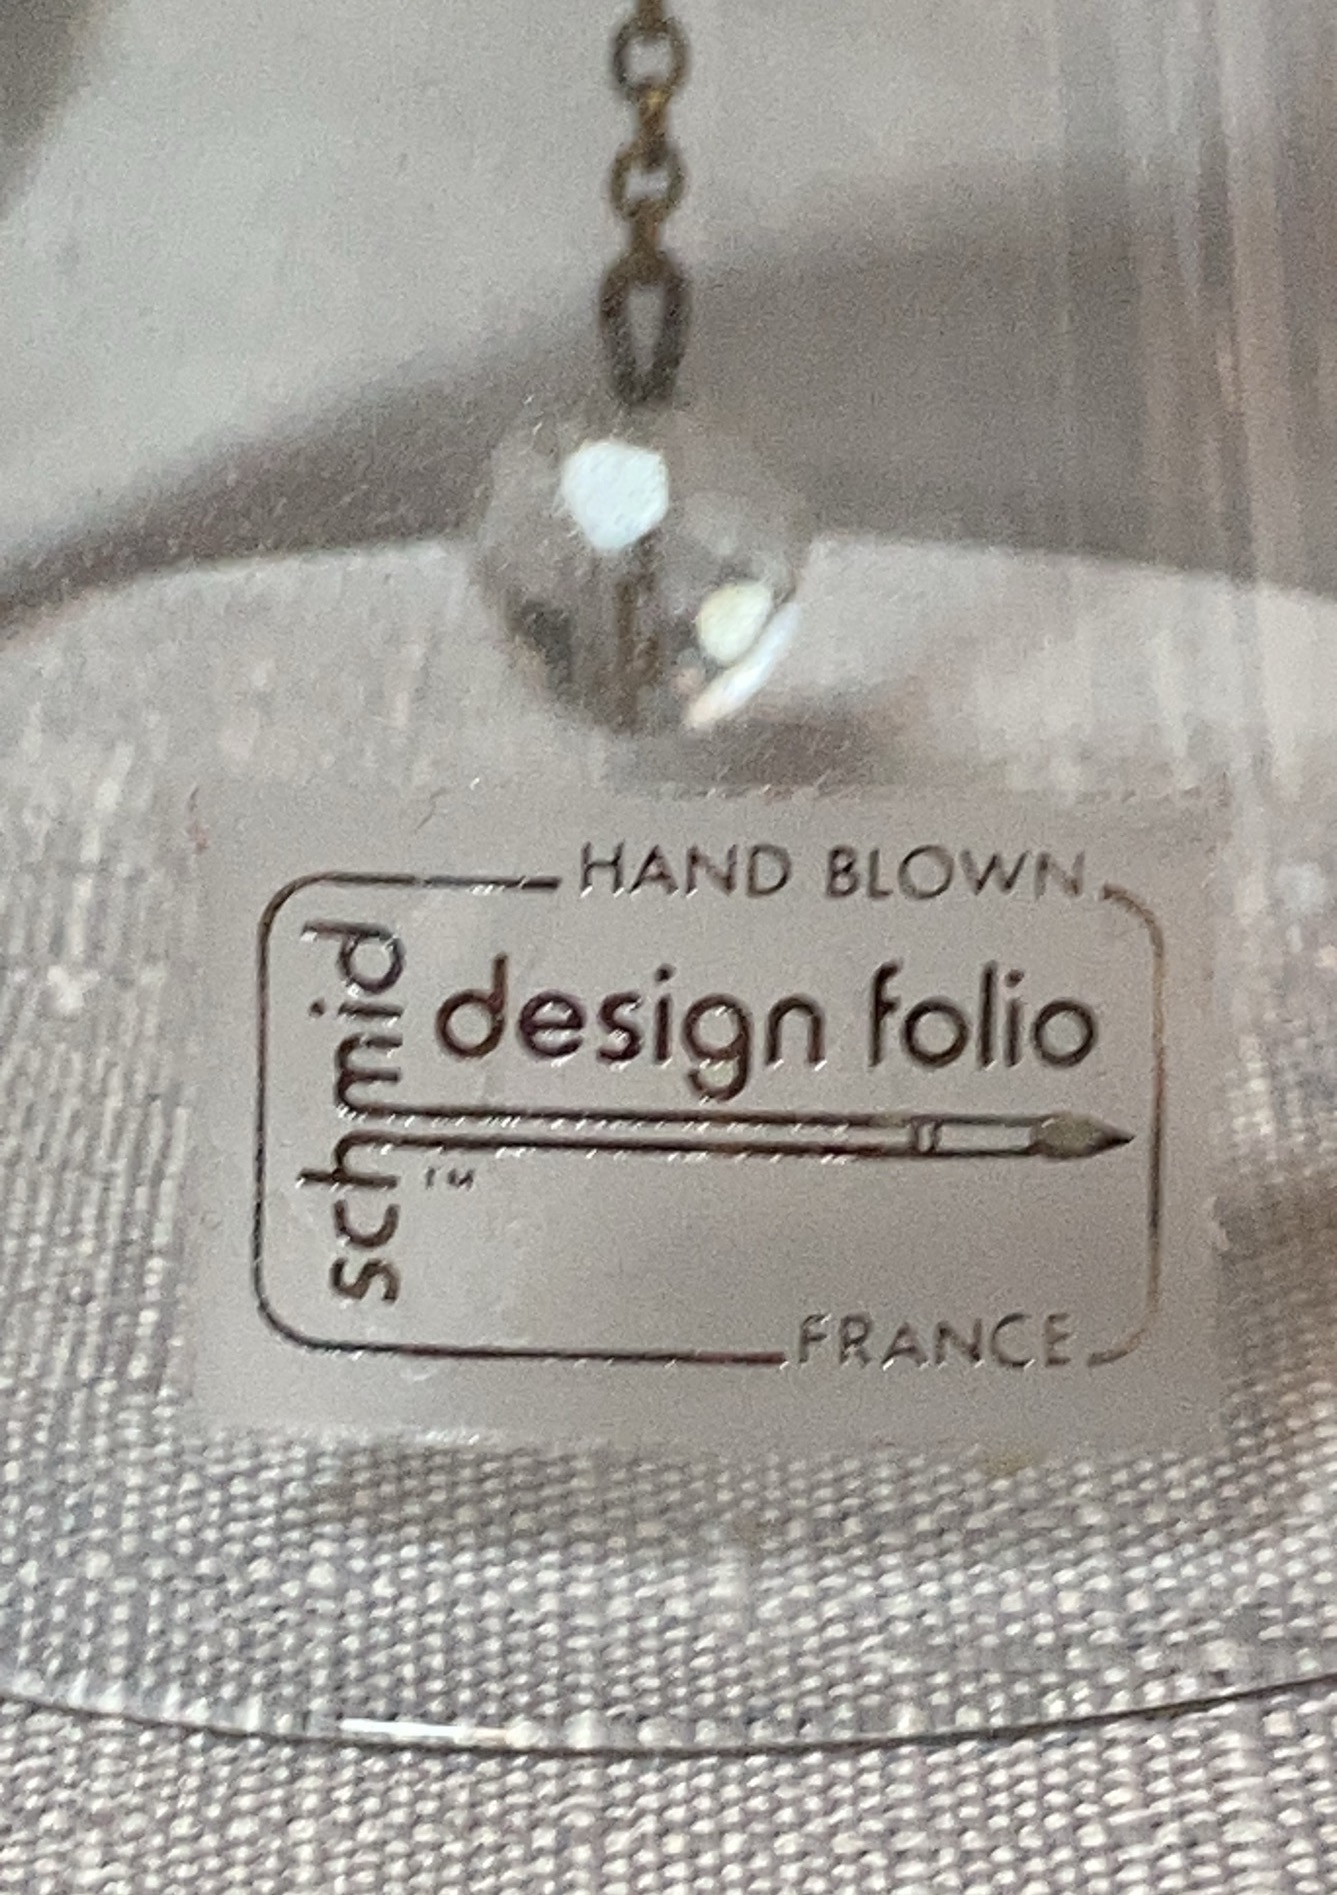 HAND BLOWN
schmid
design folio
TM
FRANCE